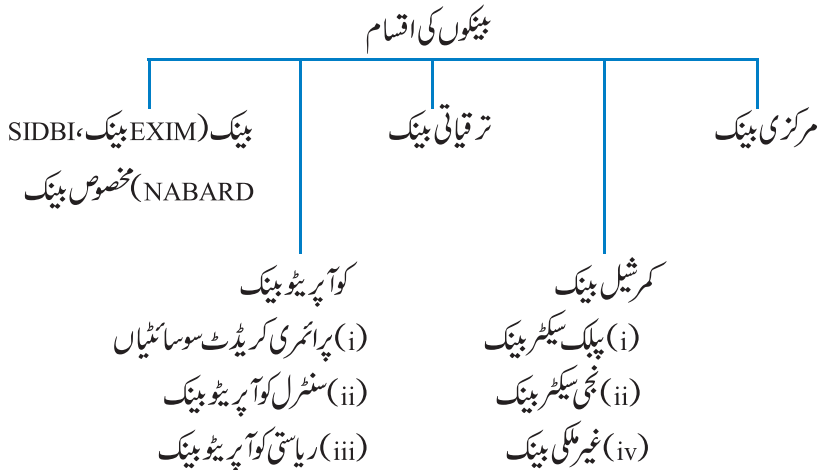 بینکوں کی اقسام
مرکزی بینک
ترقیاتی بینک
بینک (EXIM بینک، SIDBI
NABARD) مخصوص بینک
کمرشیل بینک
(i) پبلک سیکٹر بینک
(ii) نجی سیکٹر بینک
(iv) غیر ملکی بینک
کوآپریٹو بینک
(i) پرائمری کریڈٹ سوسائٹیاں
(ii) سنٹرل کوآپریٹو بینک
(iii) ریاستی کوآپریٹو بینک